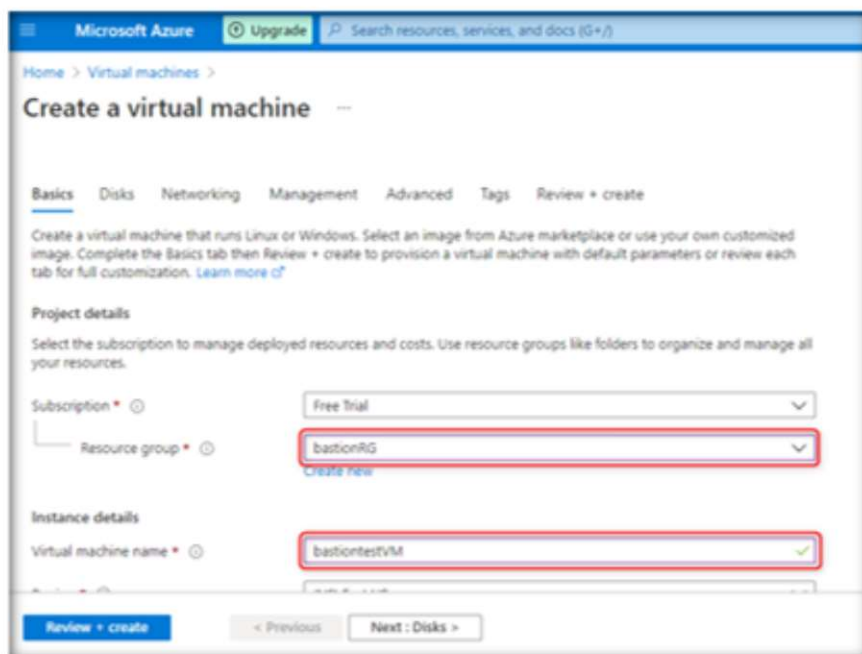 Microsoft Azure
Upgrade
Search resources, services, and docs (G+/)
Home > Virtual machines >
Create a virtual machine ...
Basics Disks Networking Management Advanced Tags Review + create
Create a virtual machine that runs Linux or Windows. Select an image from Azure marketplace or use your own customized
image. Complete the Basics tab then Review + create to provision a virtual machine with default parameters or review each
tab for full customization. Learn more
Project details
Select the subscription to manage deployed resources and costs. Use resource groups like folders to organize and manage all
your resources.
Subscription * Free Trial
Resource group * bastionRG
Create new
Instance details
Virtual machine name * bastiontestVM
Review + create < Previous Next : Disks >